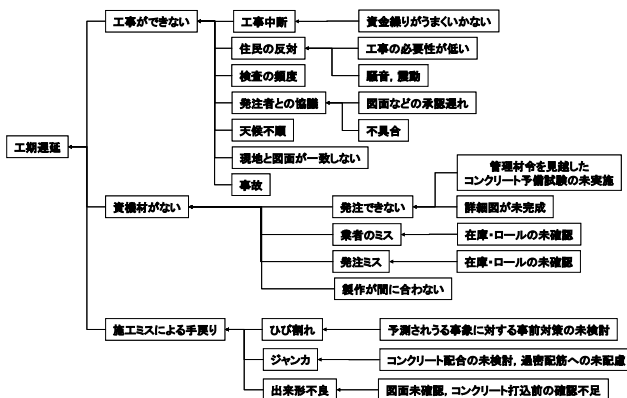 工事ができない
工事中断
資金繰りがうまくいかない
住民の反対
工事の必要性が低い
検査の頻度
騒音，震動
発注者との協議
図面などの承認遅れ
天候不順
不具合
工期遅延
現地と図面が一致しない
事故
管理材令を見越した
コンクリート予備試験の未実施
資機材がない
発注できない
詳細図が未完成
業者のミス
在庫・ロールの未確認
発注ミス
在庫・ロールの未確認
製作が間に合わない
施工ミスによる手戻り
ひび割れ
予測されうる事象に対する事前対策の未検討
ジャンカ
コンクリート配合の未検討，過密配筋への未配慮
出来形不良
図面未確認，コンクリート打込前の確認不足